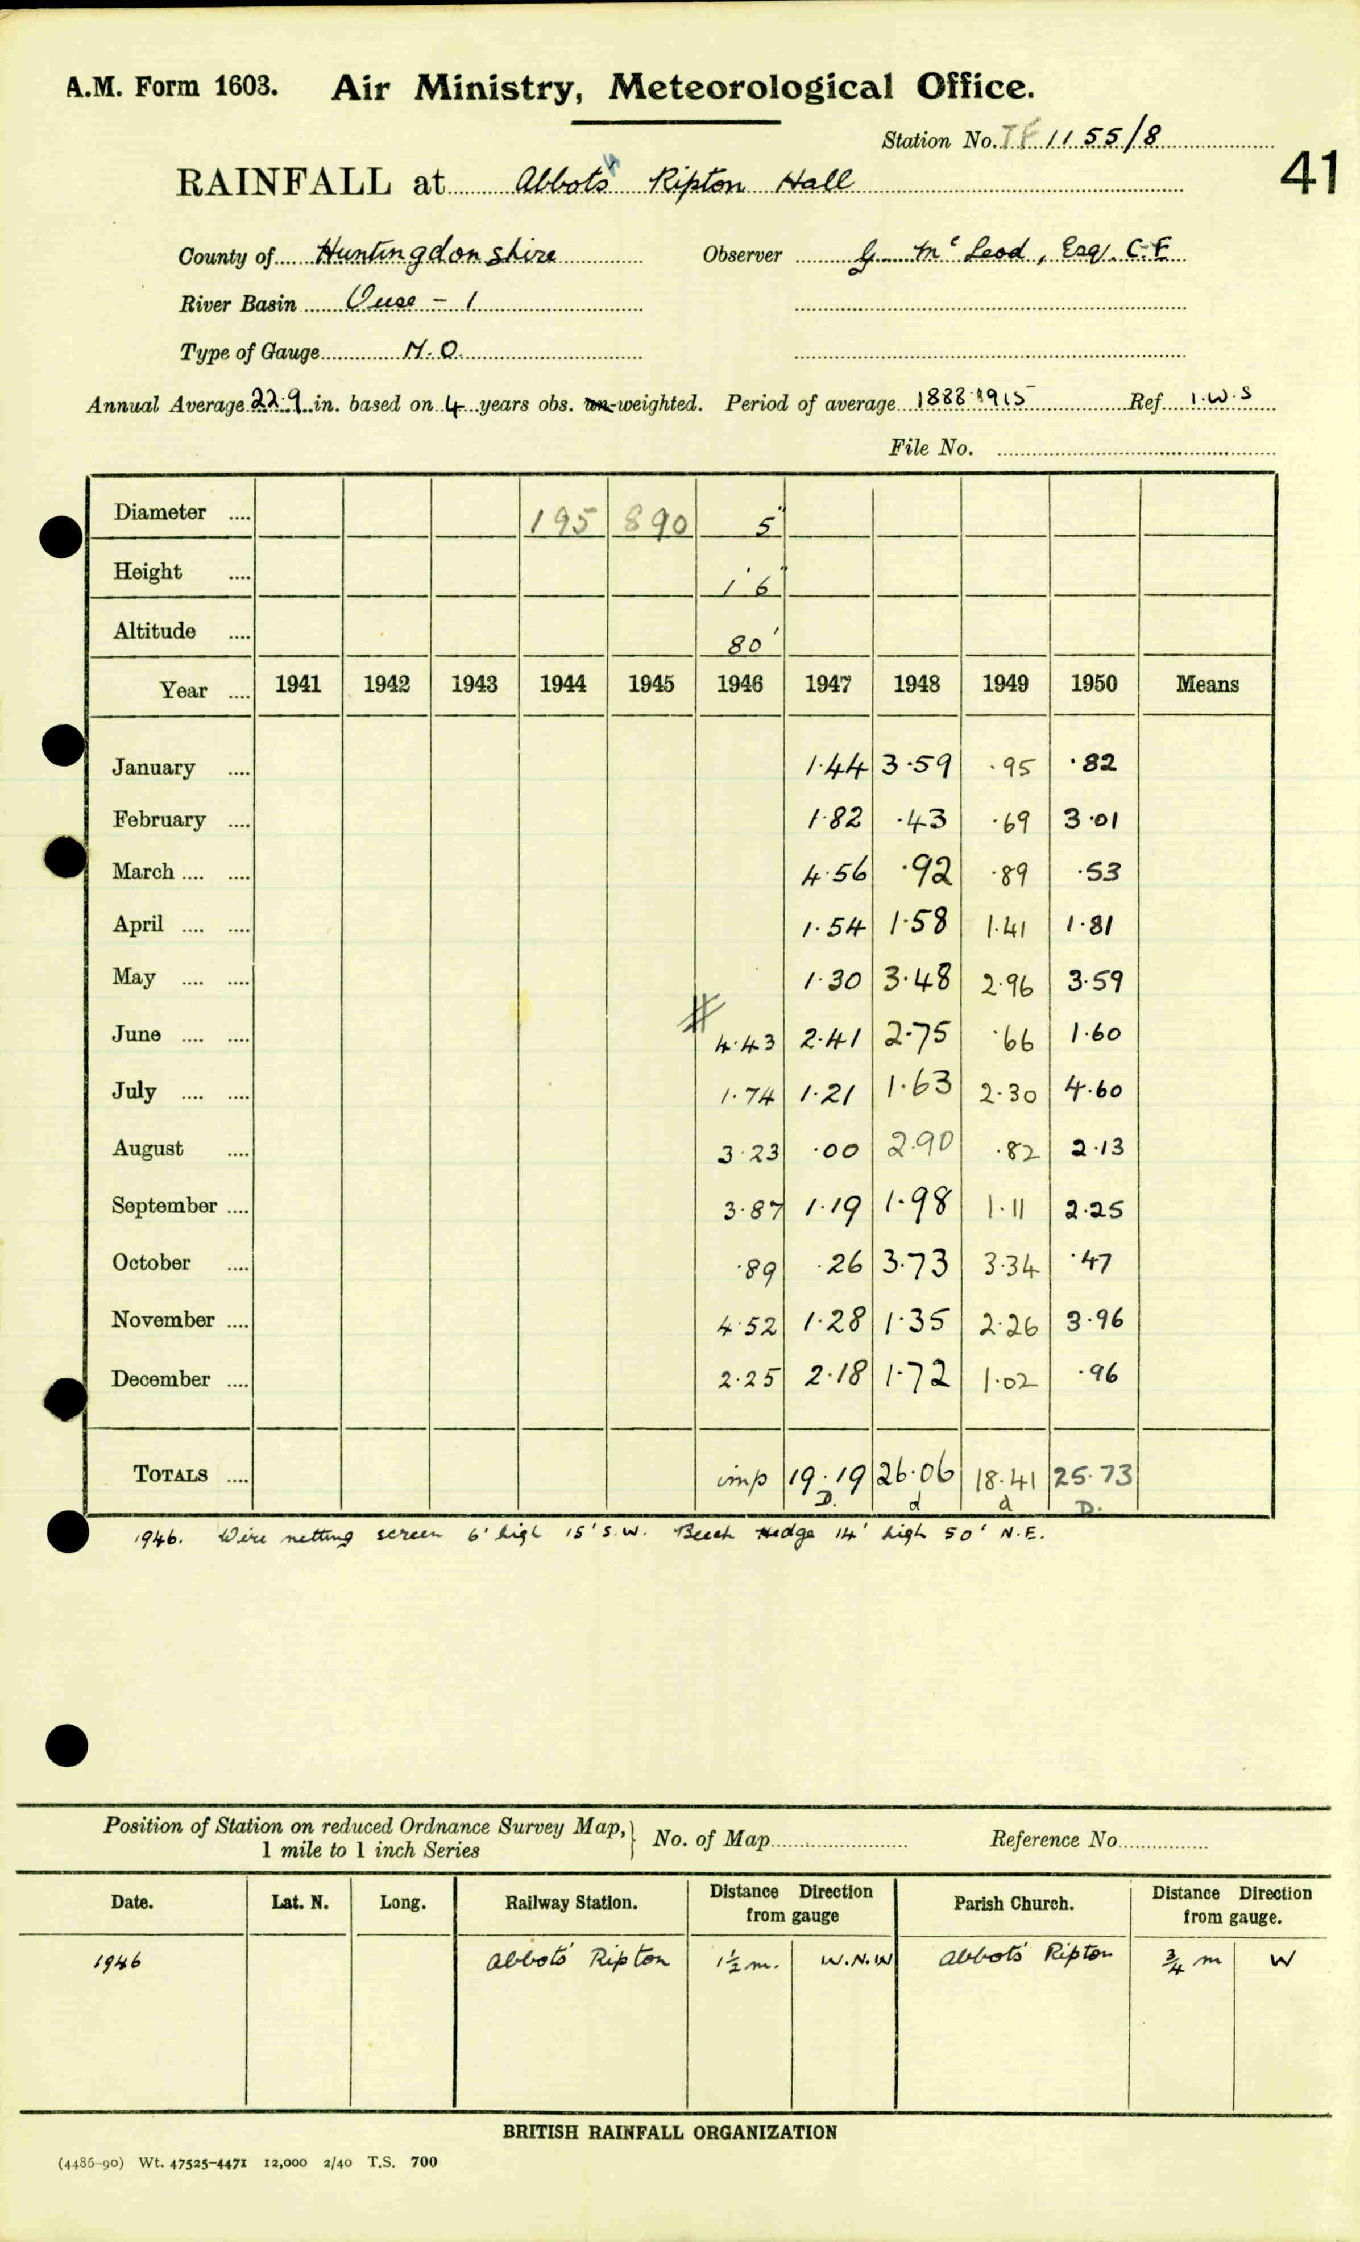 A.M. Form 1603. Air Ministry, Meteorological Office.
Station No. TF 1155/8
41
RAINFALL at Abbots Ripton Hall
County of Huntingdonshire Observer G. McLeod, Esq. C.E
River Basin Ouse - 1
Type of Gauge M.O.
Annual Average 22.9 in. based on 4 years obs. un-weighted. Period of average 1888-1915 Ref. I.W.S
File No.
Diameter .... 195 890 5"
Height .... 1' 6"
Altitude .... 80'
Year .... 1941 1942 1943 1944 1945 1946 1947 1948 1949 1950 Means
January .... 1.44 3.59 .95 .82
February .... 1.82 .43 .69 3.01
March .... .... 4.56 .92 .89 .53
April .... .... 1.54 1.58 1.41 1.81
May .... .... 1.30 3.48 2.96 3.59
June .... .... # 4.43 2.41 2.75 .66 1.60
July .... .... 1.74 1.21 1.63 2.30 4.60
August .... 3.23 .00 2.90 .82 2.13
September .... 3.87 1.19 1.98 1.11 2.25
October .... .89 .26 3.73 3.34 .47
November .... 4.52 1.28 1.35 2.26 3.96
December .... 2.25 2.18 1.72 1.02 .96
TOTALS .... imp 19.19 26.06 18.41 25.73
D. d d D.
1946. Wire netting screen 6' high 15' S.W. Beech Hedge 14' high 50' N.E.
Position of Station on reduced Ordnance Survey Map, 1 mile to 1 inch Series No. of Map Reference No.
Date. Lat. N. Long. Railway Station. Distance Direction from gauge Parish Church. Distance Direction from gauge.
1946 Abbots' Ripton 1½ m. W.N.W Abbots' Ripton ¾ m W
BRITISH RAINFALL ORGANIZATION
(4486-90) Wt. 47525-4471 12,000 2/40 T.S. 700